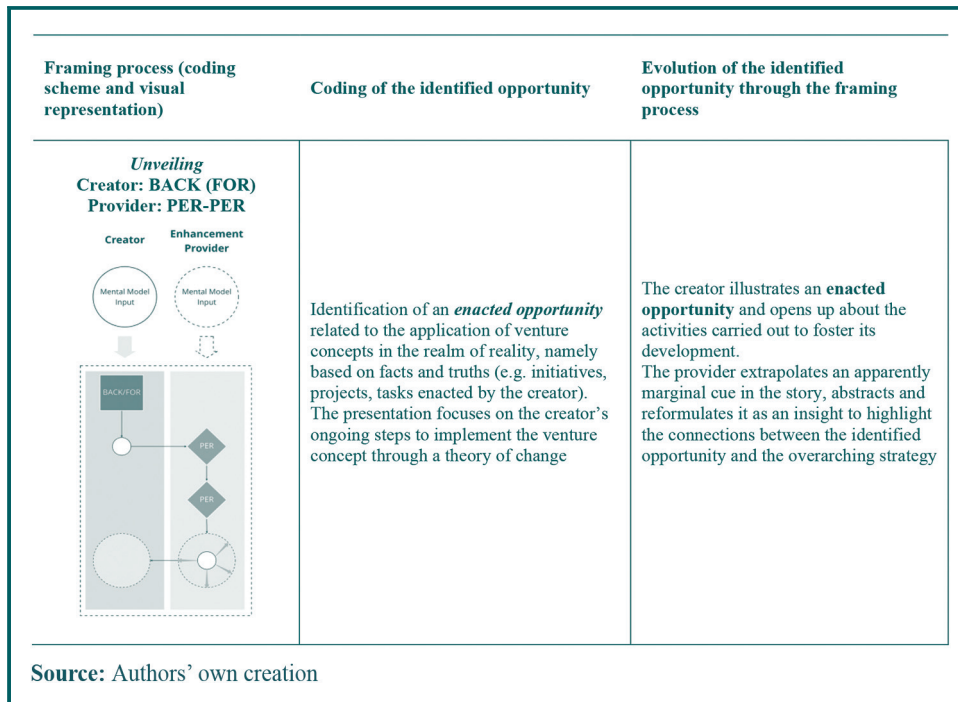 Framing process (coding
scheme and visual
representation)
Coding of the identified opportunity
Evolution of the identified
opportunity through the framing
process
Unveiling
Creator: BACK (FOR)
Provider: PER-PER
Creator
Enhancement
Provider
Mental Model
Input
Mental Model
Input
BACK/FOR
PER
PER
Identification of an enacted opportunity
related to the application of venture
concepts in the realm of reality, namely
based on facts and truths (e.g. initiatives,
projects, tasks enacted by the creator).
The presentation focuses on the creator’s
ongoing steps to implement the venture
concept through a theory of change
The creator illustrates an enacted
opportunity and opens up about the
activities carried out to foster its
development.
The provider extrapolates an apparently
marginal cue in the story, abstracts and
reformulates it as an insight to highlight
the connections between the identified
opportunity and the overarching strategy
Source: Authors’ own creation